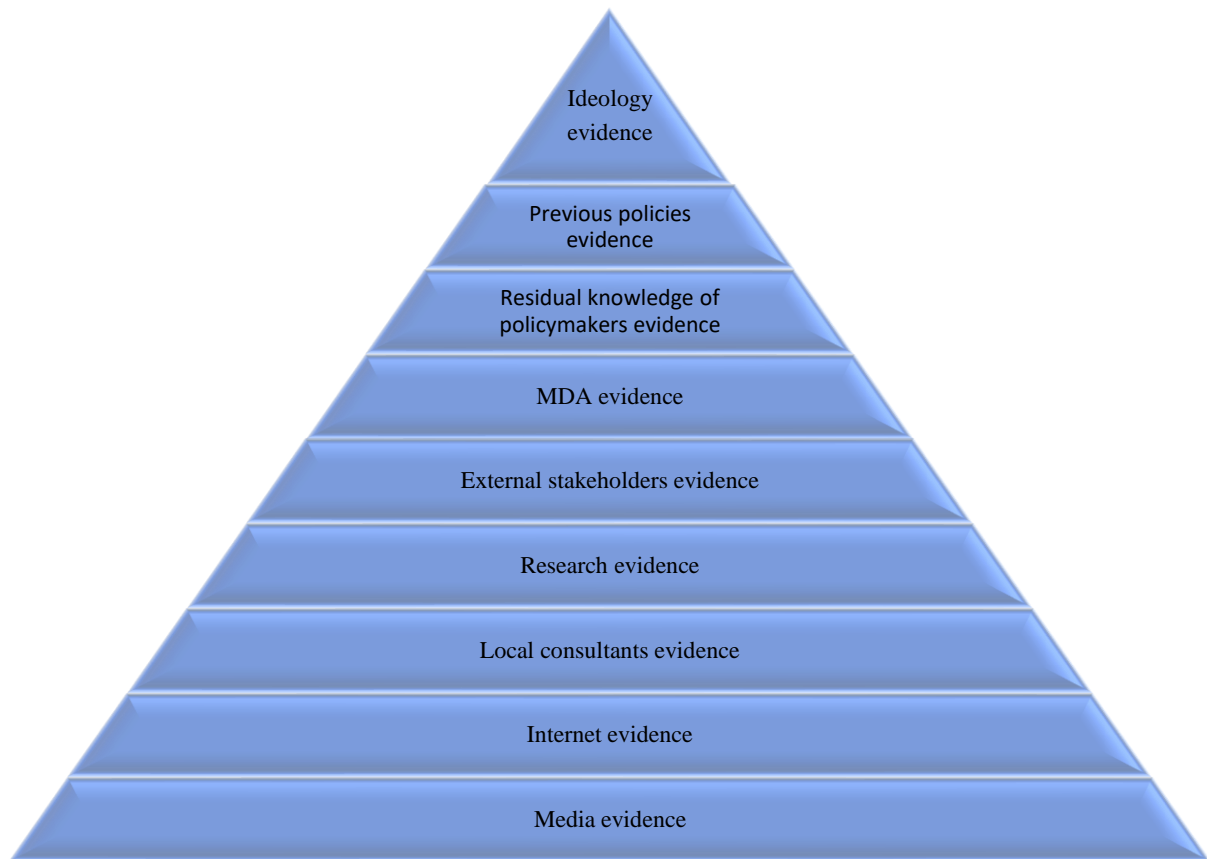 Ideology
evidence
Previous policies
evidence
Residual knowledge of
policymakers evidence
MDA evidence
External stakeholders evidence
Research evidence
Local consultants evidence
Internet evidence
Media evidence